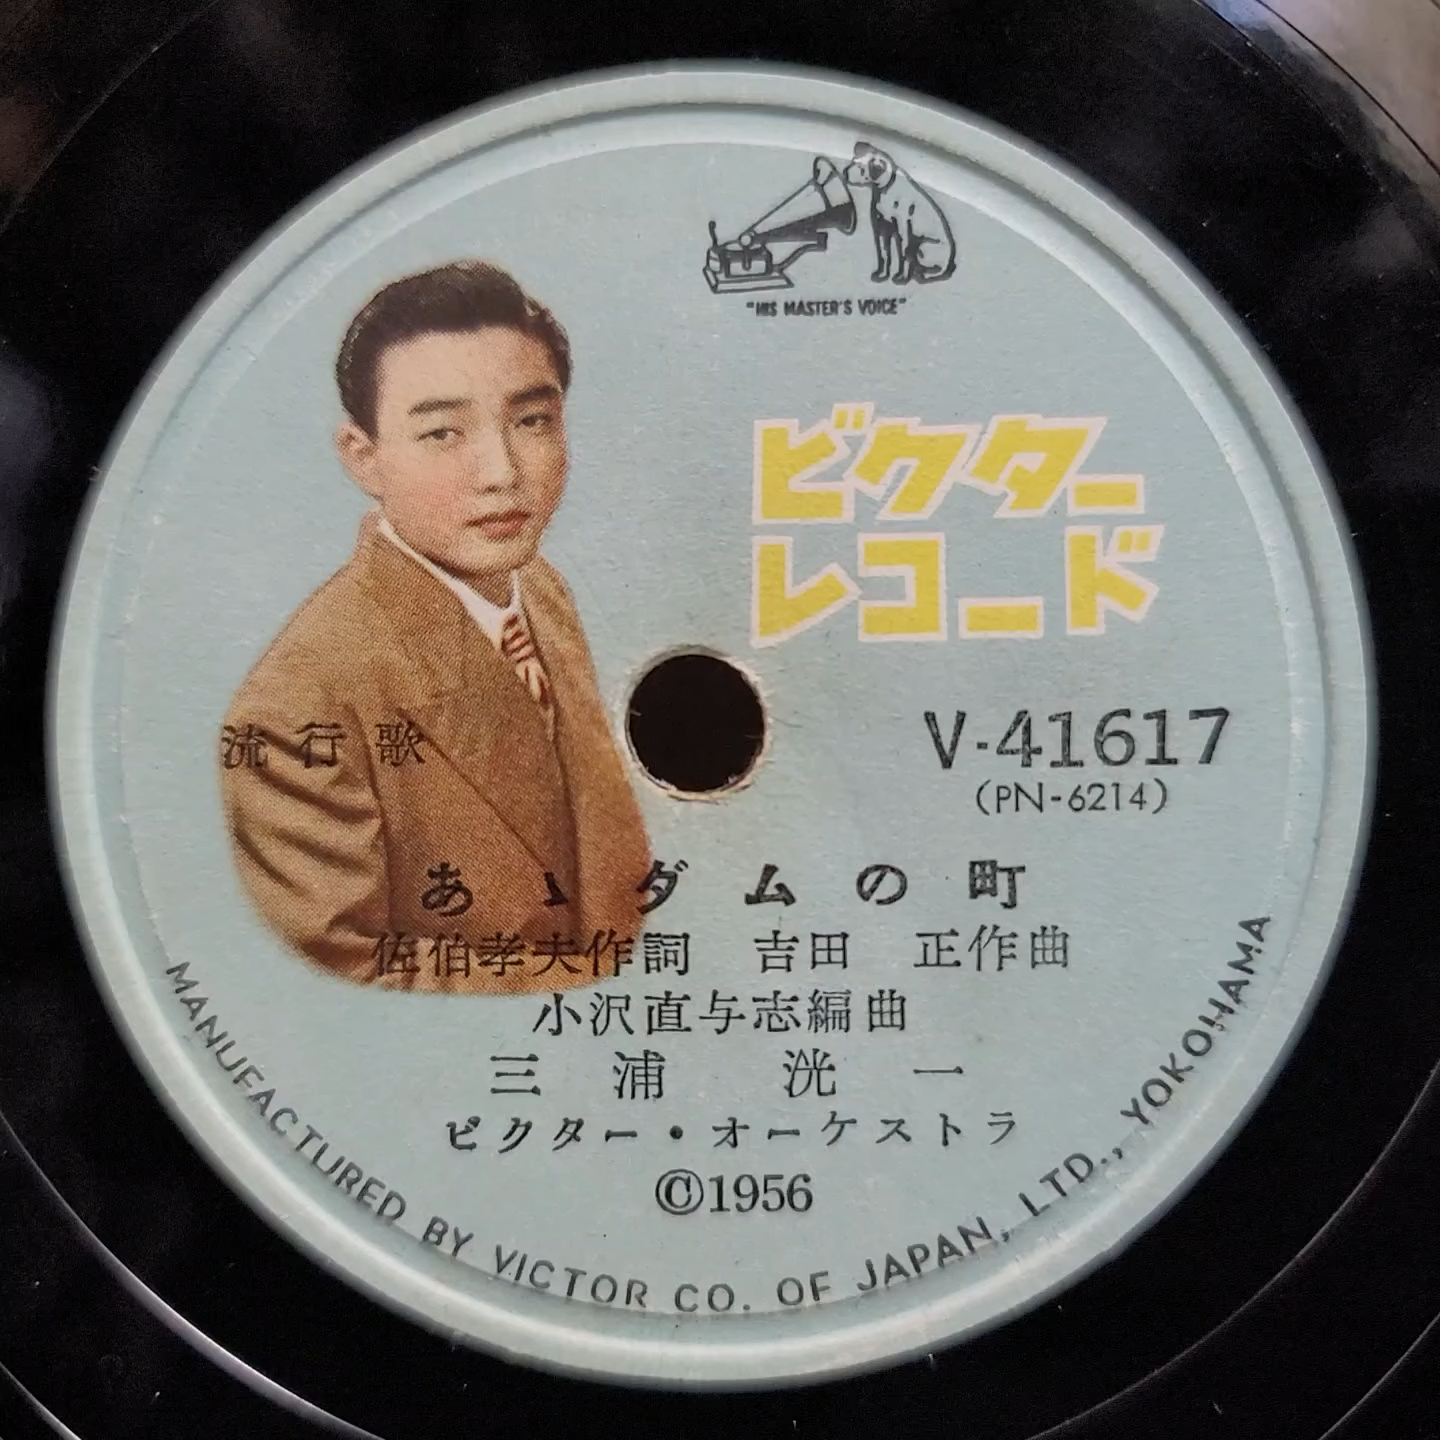 "HIS MASTER'S VOICE"
ビクター
レコード
流行歌
V-41617
(PN-6214)
あゝダムの町
佐伯孝夫作詞 吉田 正作曲
小沢直与志編曲
三浦 洸一
ビクター・オーケストラ
©1956
MANUFACTURED BY VICTOR CO. OF JAPAN, LTD., YOKOHAMA